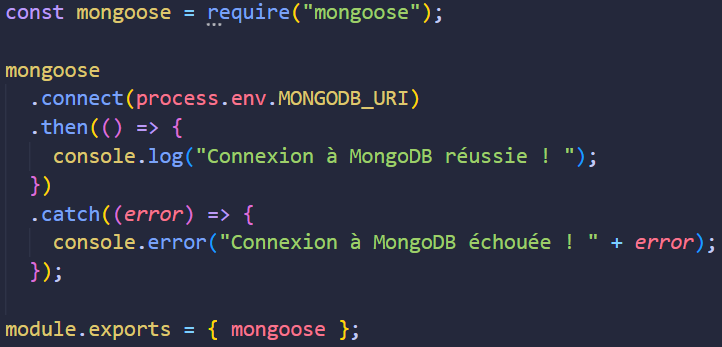 const mongoose = require("mongoose");
mongoose
.connect(process.env.MONGODB_URI)
.then(() => {
console.log("Connexion à MongoDB réussie ! ");
})
.catch((error) => {
console.error("Connexion à MongoDB échouée ! " + error);
});
module.exports = { mongoose };